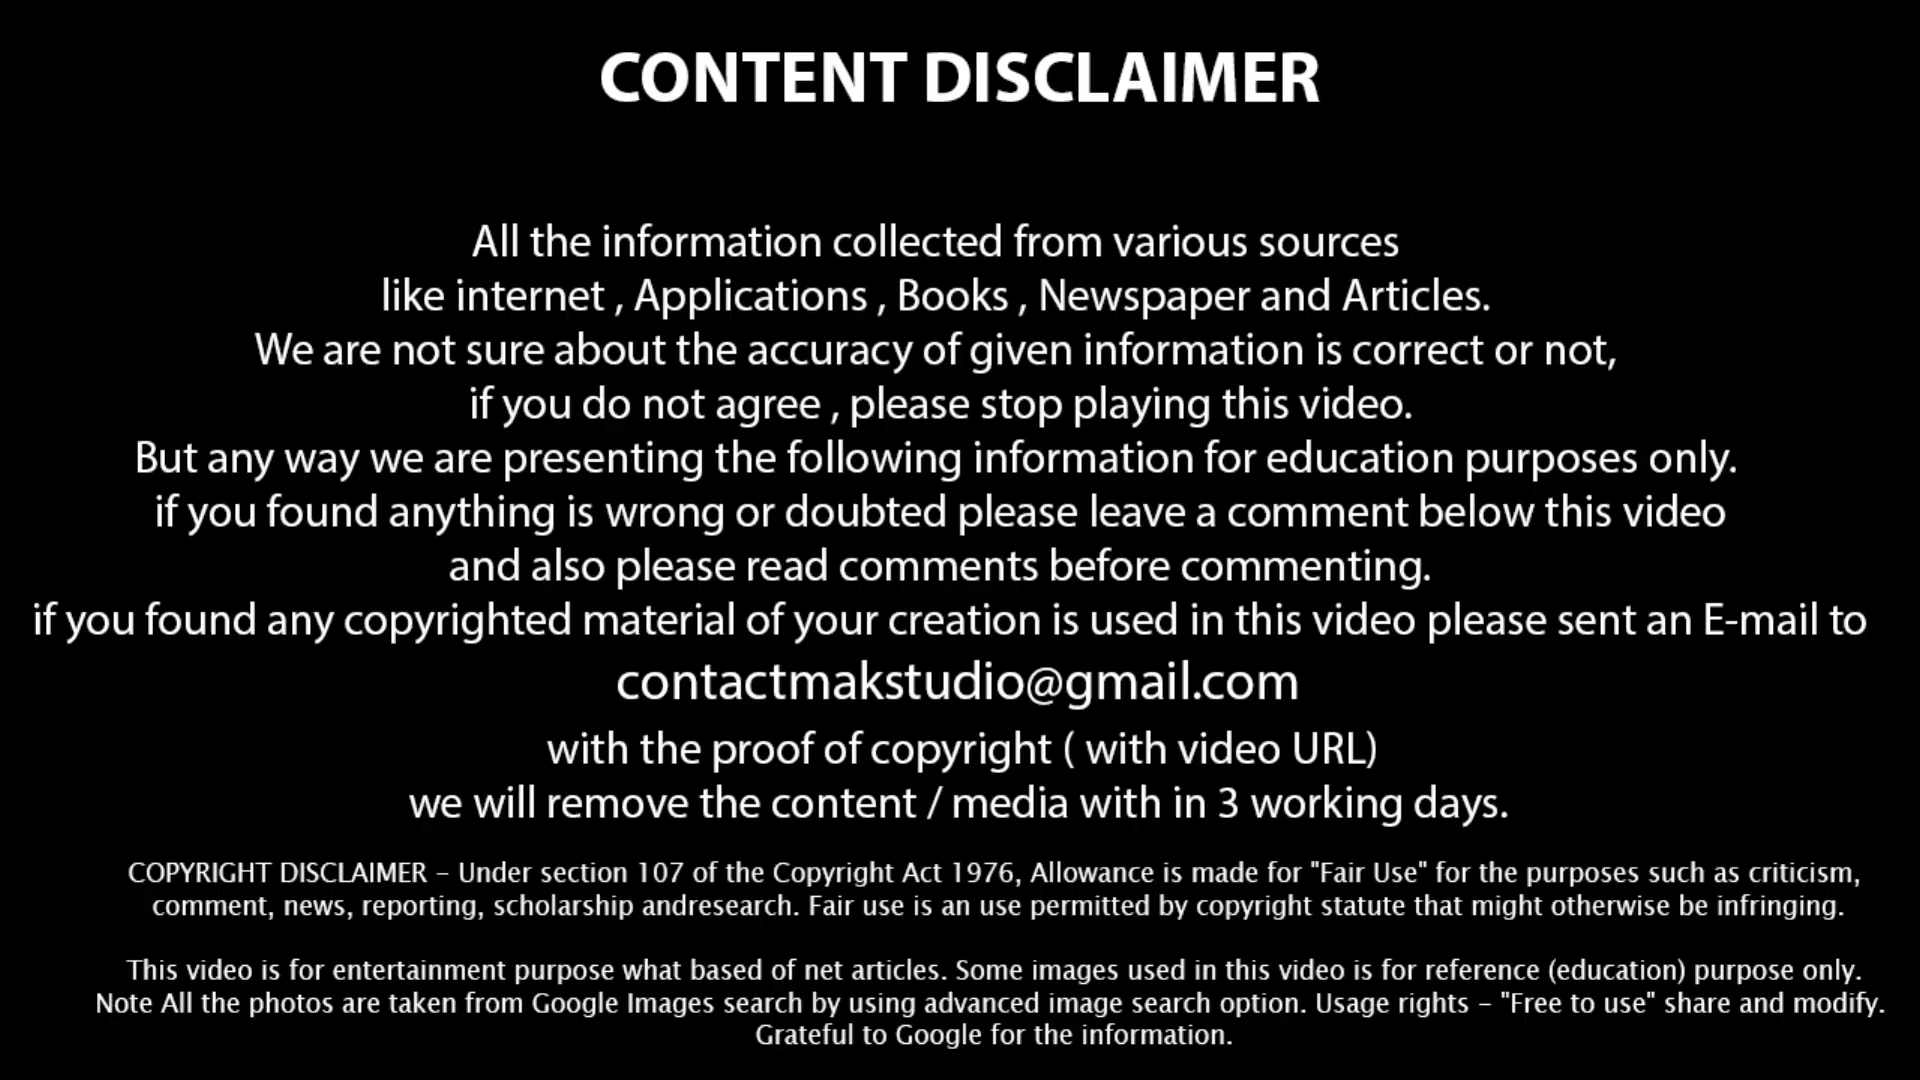 CONTENT DISCLAIMER
All the information collected from various sources
like internet , Applications , Books , Newspaper and Articles.
We are not sure about the accuracy of given information is correct or not,
if you do not agree , please stop playing this video.
But any way we are presenting the following information for education purposes only.
if you found anything is wrong or doubted please leave a comment below this video
and also please read comments before commenting.
if you found any copyrighted material of your creation is used in this video please sent an E-mail to
contactmakstudio@gmail.com
with the proof of copyright ( with video URL)
we will remove the content / media with in 3 working days.
COPYRIGHT DISCLAIMER - Under section 107 of the Copyright Act 1976, Allowance is made for "Fair Use" for the purposes such as criticism,
comment, news, reporting, scholarship andresearch. Fair use is an use permitted by copyright statute that might otherwise be infringing.
This video is for entertainment purpose what based of net articles. Some images used in this video is for reference (education) purpose only.
Note All the photos are taken from Google Images search by using advanced image search option. Usage rights - "Free to use" share and modify.
Grateful to Google for the information.